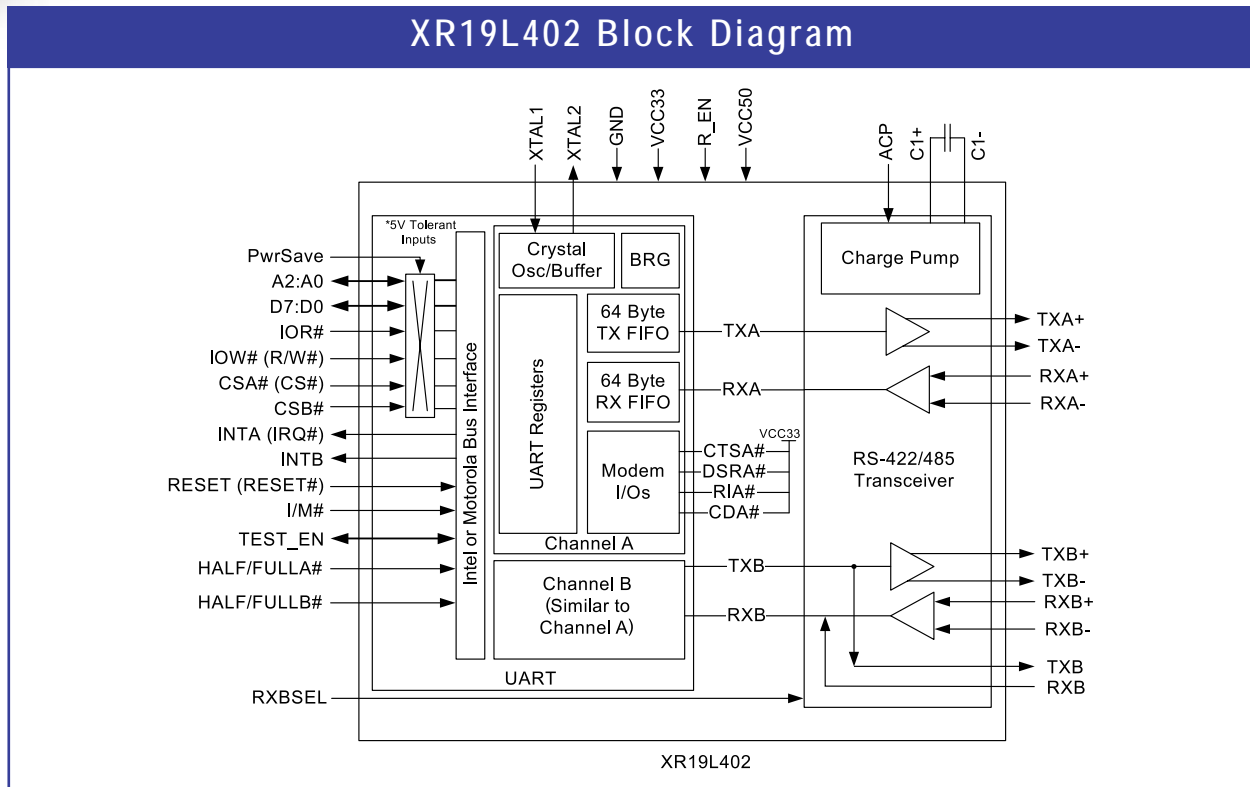 XR19L402 Block Diagram
XTAL1
XTAL2
GND
VCC33
R_EN
VCC50
ACP
C1+
C1-
*5V Tolerant
Inputs
PwrSave
A2:A0
D7:D0
IOR#
IOW# (R/W#)
CSA# (CS#)
CSB#
INTA (IRQ#)
INTB
RESET (RESET#)
I/M#
TEST_EN
HALF/FULLA#
HALF/FULLB#
RXBSEL
Intel or Motorola Bus Interface
Crystal
Osc/Buffer
BRG
UART Registers
64 Byte
TX FIFO
64 Byte
RX FIFO
Modem
I/Os
Channel A
Channel B
(Similar to
Channel A)
UART
TXA
RXA
VCC33
CTSA#
DSRA#
RIA#
CDA#
TXB
RXB
Charge Pump
RS-422/485
Transceiver
TXA+
TXA-
RXA+
RXA-
TXB+
TXB-
RXB+
RXB-
TXB
RXB
XR19L402